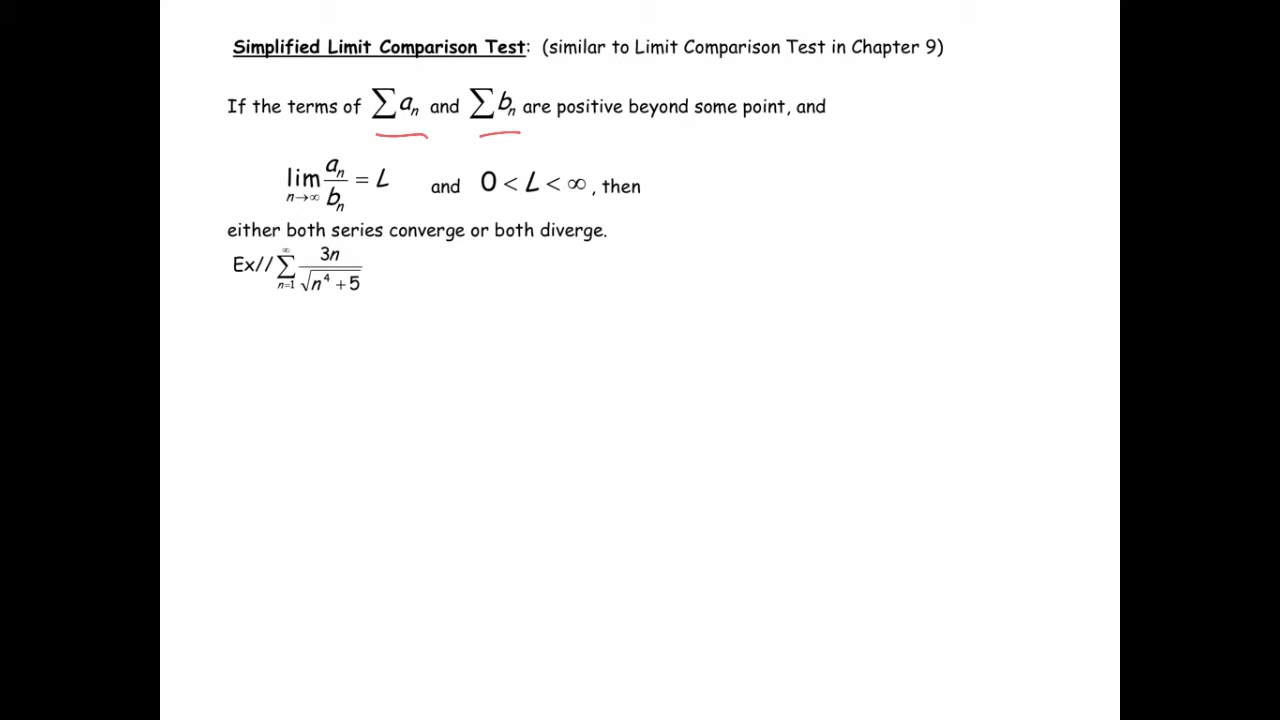 Simplified Limit Comparison Test: (similar to Limit Comparison Test in Chapter 9)
If the terms of ∑aₙ and ∑bₙ are positive beyond some point, and
lim n→∞ aₙ/bₙ = L and 0 < L < ∞, then
either both series converge or both diverge.
Ex// ∞ ∑ n=1 3n/√(n⁴+5)